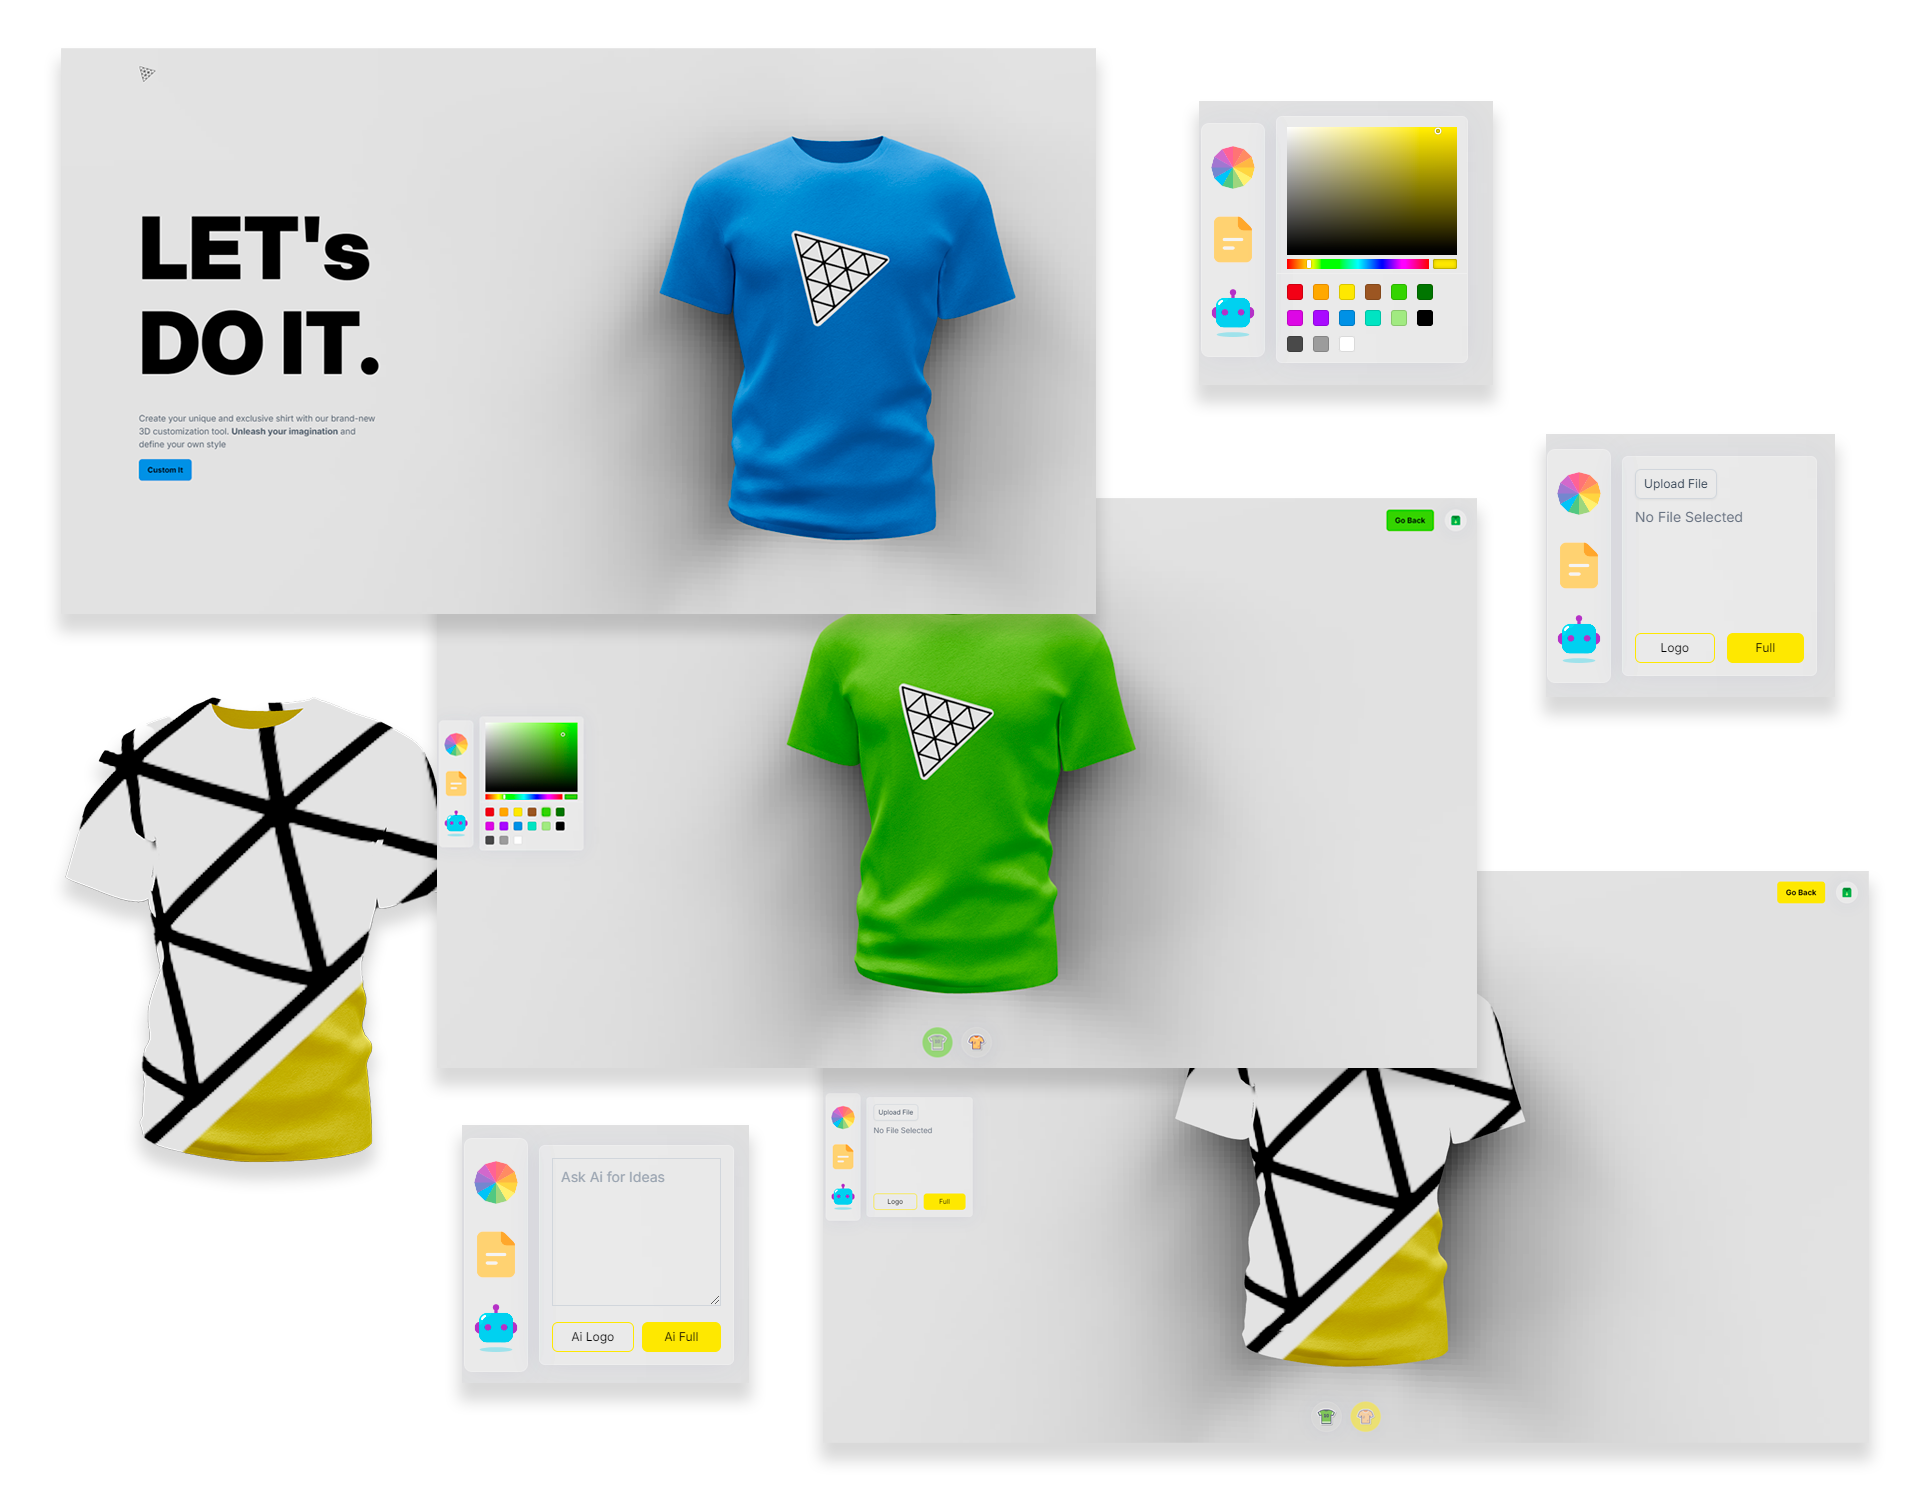 LET's
DO IT.
Create your unique and exclusive shirt with our brand-new
3D customization tool. Unleash your imagination and
define your own style
Custom It
Upload File
No File Selected
Logo
Full
Go Back
Go Back
Upload File
No File Selected
Logo
Full
Ask Ai for Ideas
Ai Logo
Ai Full